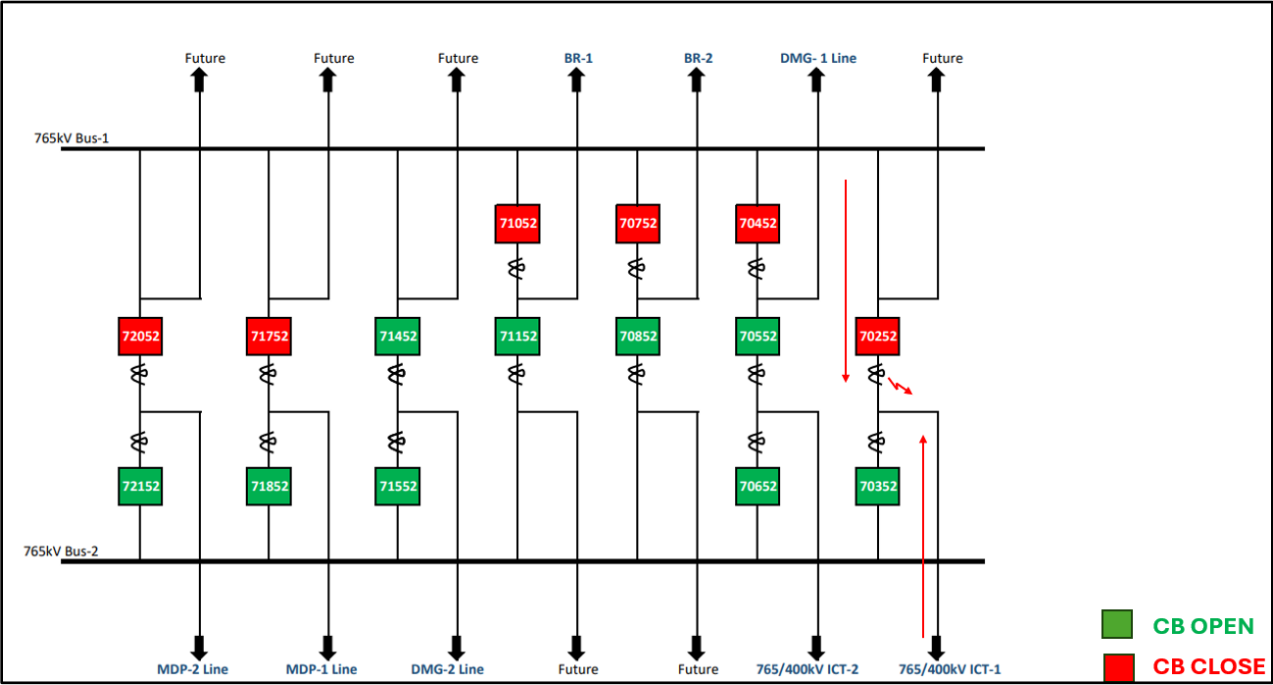 Future
Future
Future
BR-1
BR-2
DMG- 1 Line
Future
765kV Bus-1
71052
70752
70452
72052
71752
71452
71152
70852
70552
70252
72152
71852
71552
70652
70352
765kV Bus-2
MDP-2 Line
MDP-1 Line
DMG-2 Line
Future
Future
765/400kV ICT-2
765/400kV ICT-1
CB OPEN
CB CLOSE